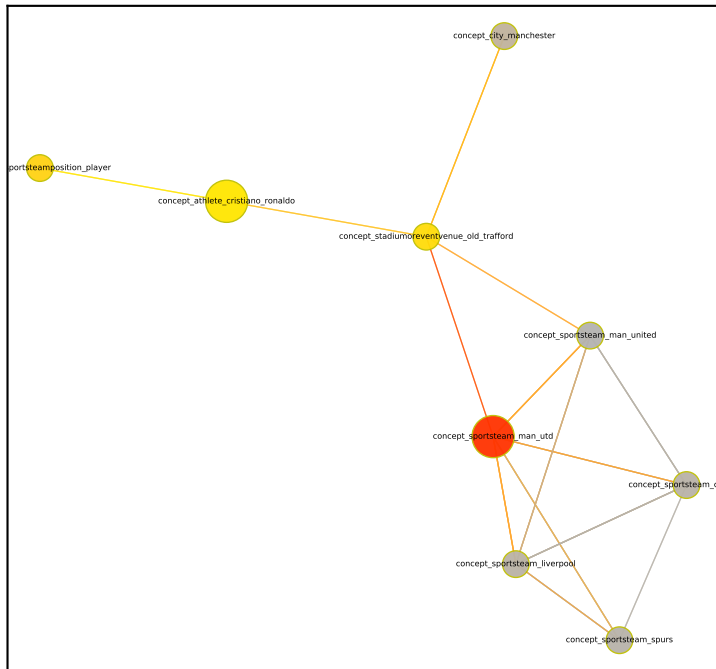 concept_city_manchester
portsteamposition_player
concept_athlete_cristiano_ronaldo
concept_stadiumoreventvenue_old_trafford
concept_sportsteam_man_united
concept_sportsteam_man_utd
concept_sportsteam_c
concept_sportsteam_liverpool
concept_sportsteam_spurs